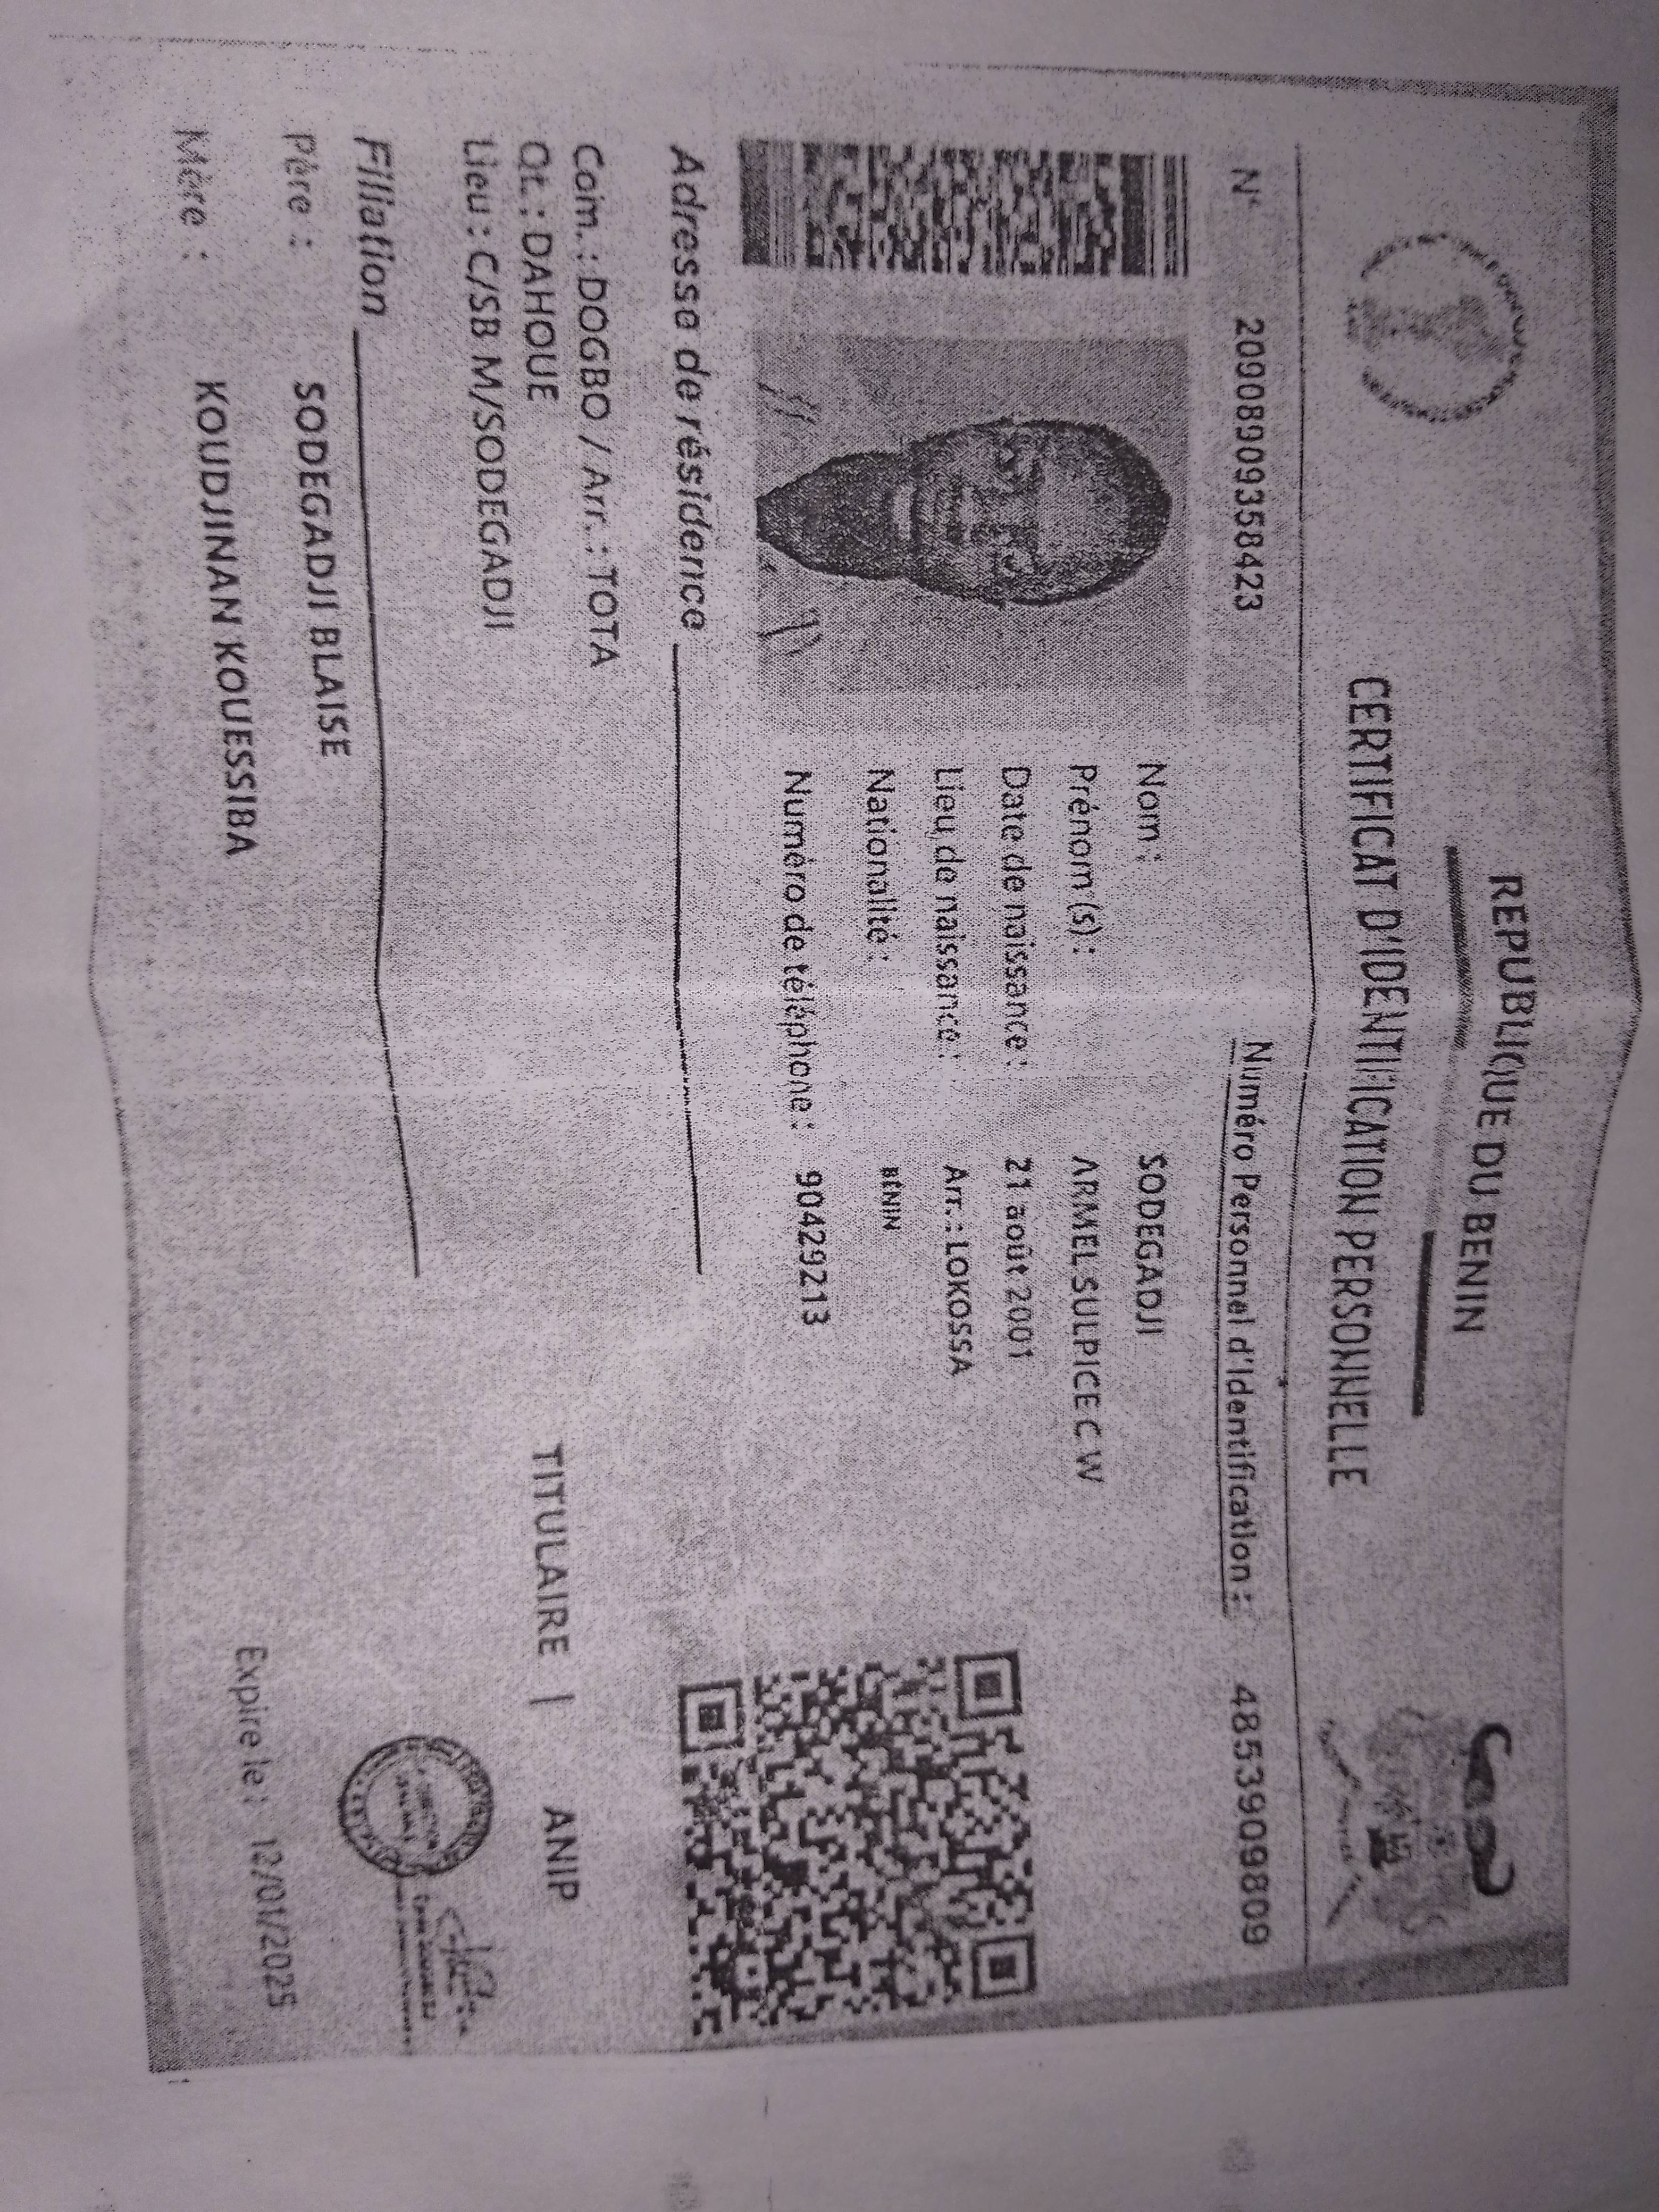 REPUBLIQUE DU BENIN
CERTIFICAT D'IDENTIFICATION PERSONNELLE
N° 20908909358423 Numéro Personnel d'Identification : 4853909809
Nom : SODEGADJI
Prénom (s) : ARMEL SULPICE C W
Date de naissance : 21 août 2001
Lieu de naissance : Arr. : LOKOSSA
Nationalité : BÉNIN
Numéro de téléphone : 90429213
Adresse de résidence
Com. : DOGBO / Arr. : TOTA
Qt. : DAHOUE
Lieu : C/SB M/SODEGADJI
TITULAIRE | ANIP
Filiation
Père : SODEGADJI BLAISE
Mère : KOUDJINAN KOUESSIBA
Expire le : 12/01/2025